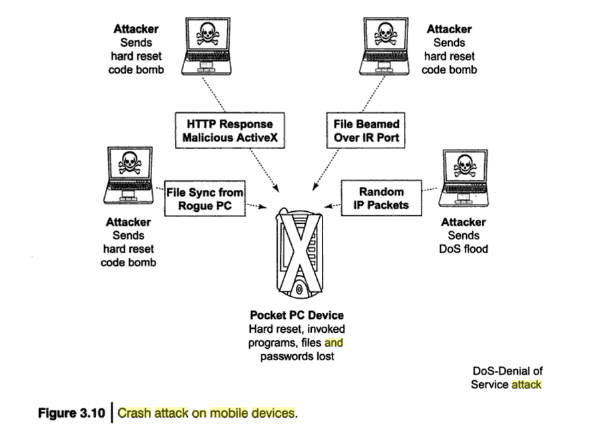 Attacker
Sends
hard reset
code bomb
Attacker
Sends
hard reset
code bomb
HTTP Response
Malicious ActiveX
File Beamed
Over IR Port
File Sync from
Rogue PC
Random
IP Packets
Attacker
Sends
hard reset
code bomb
Attacker
Sends
DoS flood
X
Pocket PC Device
Hard reset, invoked
programs, files and
passwords lost
DoS-Denial of
Service attack
Figure 3.10 Crash attack on mobile devices.